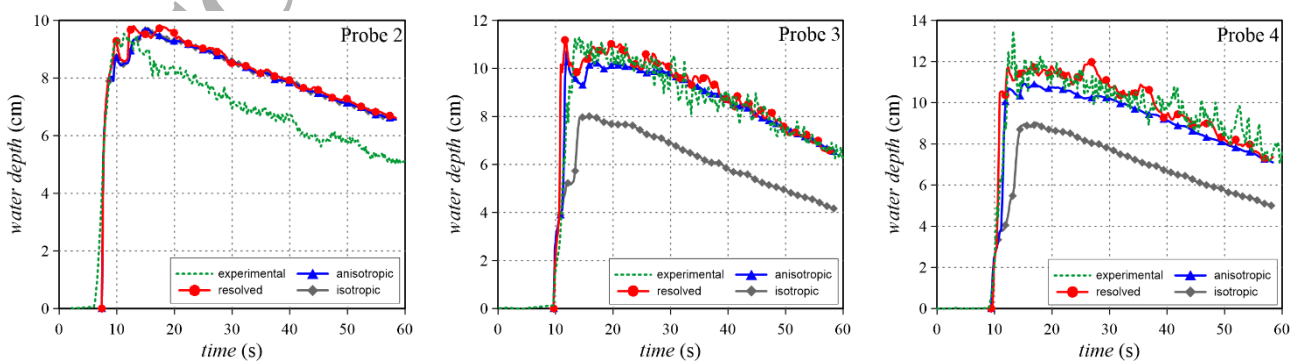 Probe 2
10
8
6
4
2
0
water depth (cm)
experimental
anisotropic
resolved
isotropic
0 10 20 30 40 50 60
time (s)
Probe 3
12
10
8
6
4
2
0
water depth (cm)
experimental
anisotropic
resolved
isotropic
0 10 20 30 40 50 60
time (s)
Probe 4
14
12
10
8
6
4
2
0
water depth (cm)
experimental
anisotropic
resolved
isotropic
0 10 20 30 40 50 60
time (s)